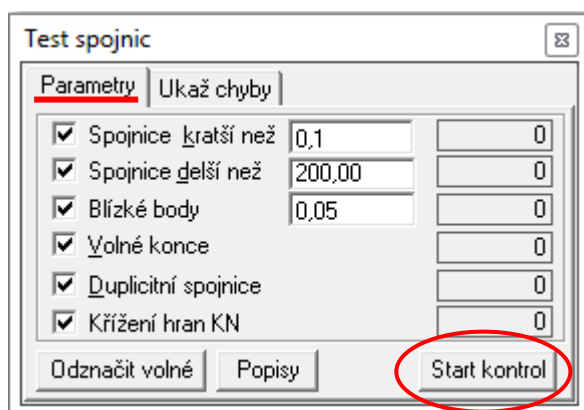 Test spojnic
Parametry Ukaž chyby
Spojnice kratší než 0,1 0
Spojnice delší než 200,00 0
Blízké body 0,05 0
Volné konce 0
Duplicitní spojnice 0
Křížení hran KN 0
Odznačit volné Popisy Start kontrol